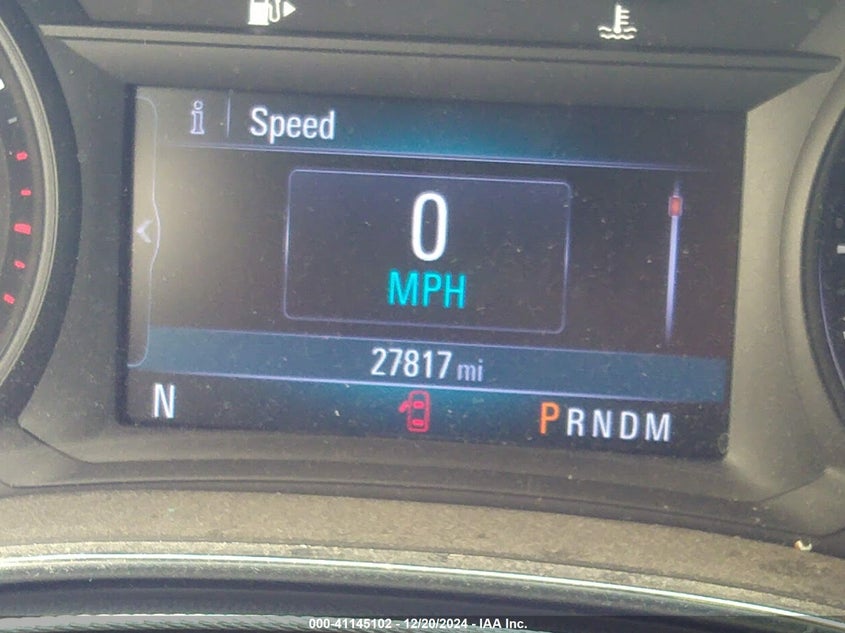 Speed
0
MPH
27817 mi
N
PRNDM
000-41145102 - 12/20/2024 - IAA Inc.